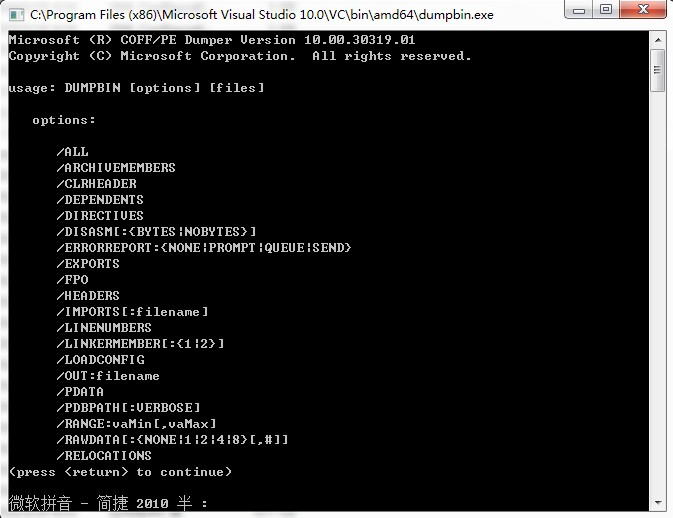 C:\Program Files (x86)\Microsoft Visual Studio 10.0\VC\bin\amd64\dumpbin.exe
Microsoft (R) COFF/PE Dumper Version 10.00.30319.01
Copyright (C) Microsoft Corporation.  All rights reserved.
usage: DUMPBIN [options] [files]
options:
/ALL
/ARCHIVEMEMBERS
/CLRHEADER
/DEPENDENTS
/DIRECTIVES
/DISASM[:{BYTES|NOBYTES}]
/ERRORREPORT:{NONE|PROMPT|QUEUE|SEND}
/EXPORTS
/FPO
/HEADERS
/IMPORTS[:filename]
/LINENUMBERS
/LINKERMEMBER[:{1|2}]
/LOADCONFIG
/OUT:filename
/PDATA
/PDBPATH[:VERBOSE]
/RANGE:vaMin[,vaMax]
/RAWDATA[:{NONE|1|2|4|8}[,#]]
/RELOCATIONS
(press <return> to continue)
微软拼音 - 简捷 2010 半 :